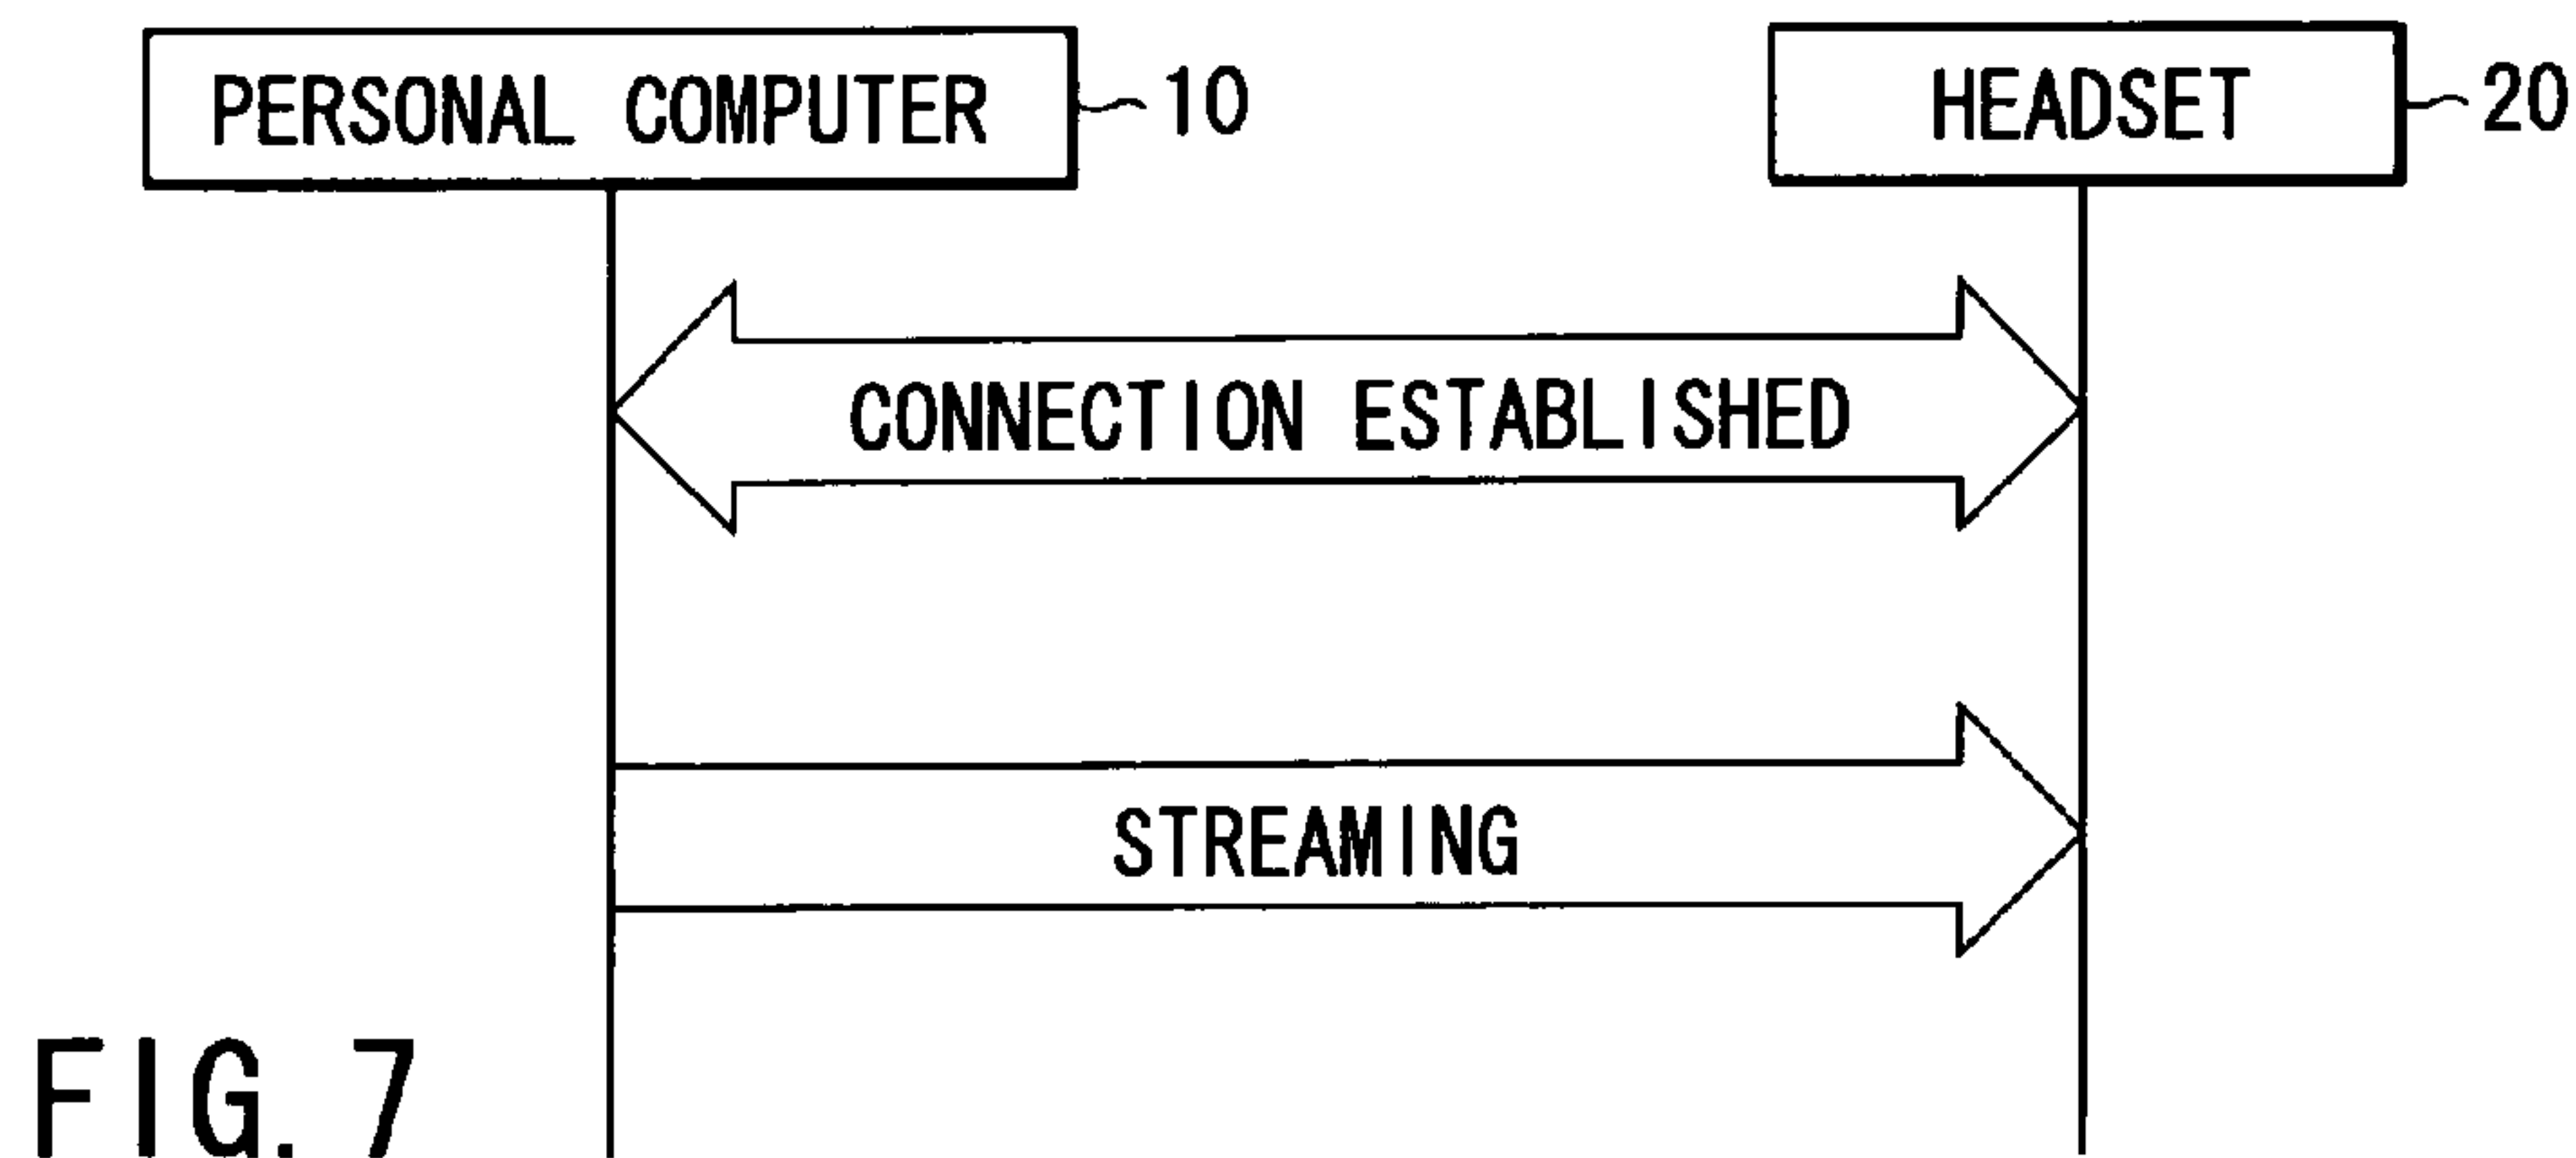 PERSONAL COMPUTER 10 HEADSET 20
CONNECTION ESTABLISHED
STREAMING
FIG. 7